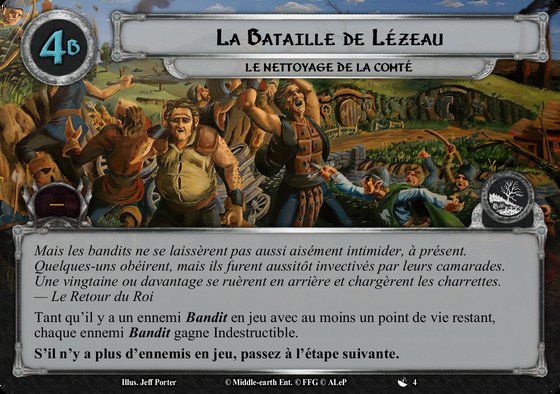 4B
La Bataille de Lézeau
Le nettoyage de la Comté
–
Mais les bandits ne se laissèrent pas aussi aisément intimider, à présent.
Quelques-uns obéirent, mais ils furent aussitôt invectivés par leurs camarades.
Une vingtaine ou davantage se ruèrent en arrière et chargèrent les charrettes.
— Le Retour du Roi
Tant qu’il y a un ennemi Bandit en jeu avec au moins un point de vie restant,
chaque ennemi Bandit gagne Indestructible.
S’il n’y a plus d’ennemis en jeu, passez à l’étape suivante.
Illus. Jeff Porter © Middle-earth Ent. © FFG © ALeP 4